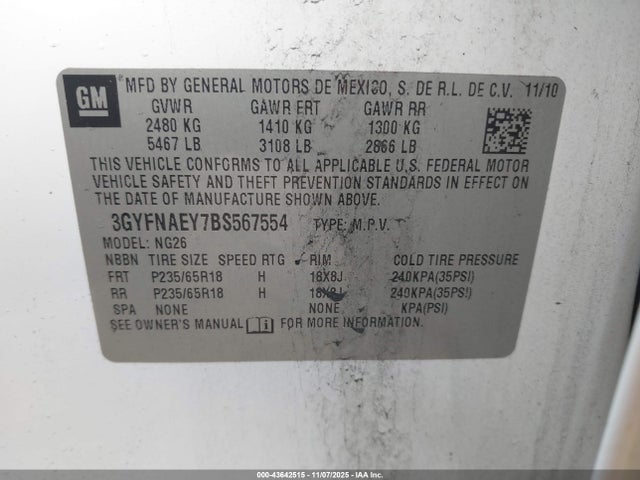 GM
MFD BY GENERAL MOTORS DE MEXICO, S. DE R.L. DE C.V. 11/10
GVWR GAWR FRT GAWR RR
2480 KG 1410 KG 1300 KG
5467 LB 3108 LB 2866 LB
THIS VEHICLE CONFORMS TO ALL APPLICABLE U.S. FEDERAL MOTOR
VEHICLE SAFETY AND THEFT PREVENTION STANDARDS IN EFFECT ON
THE DATE OF MANUFACTURE SHOWN ABOVE.
3GYFNAEY7BS567554 TYPE: M.P.V.
MODEL: NG26
NBBN TIRE SIZE SPEED RTG RIM COLD TIRE PRESSURE
FRT P235/65R18 H 18X8J 240KPA(35PSI)
RR P235/65R18 H 18X8J 240KPA(35PSI)
SPA NONE NONE KPA(PSI)
SEE OWNER'S MANUAL FOR MORE INFORMATION.
000-43642515 | 11/07/2025 | IAAI.COM